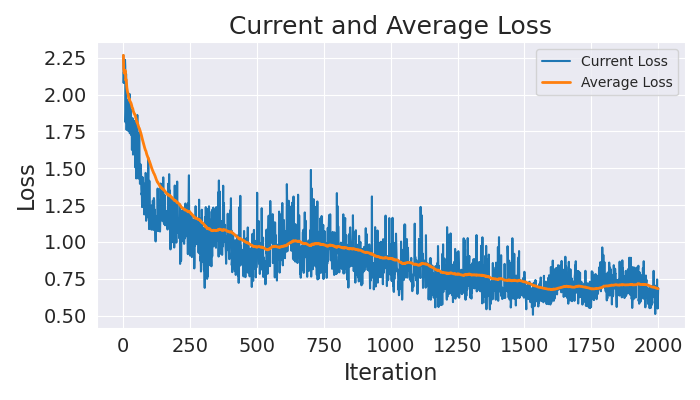 Current and Average Loss
Current Loss
Average Loss
Loss
2.25
2.00
1.75
1.50
1.25
1.00
0.75
0.50
0 250 500 750 1000 1250 1500 1750 2000
Iteration